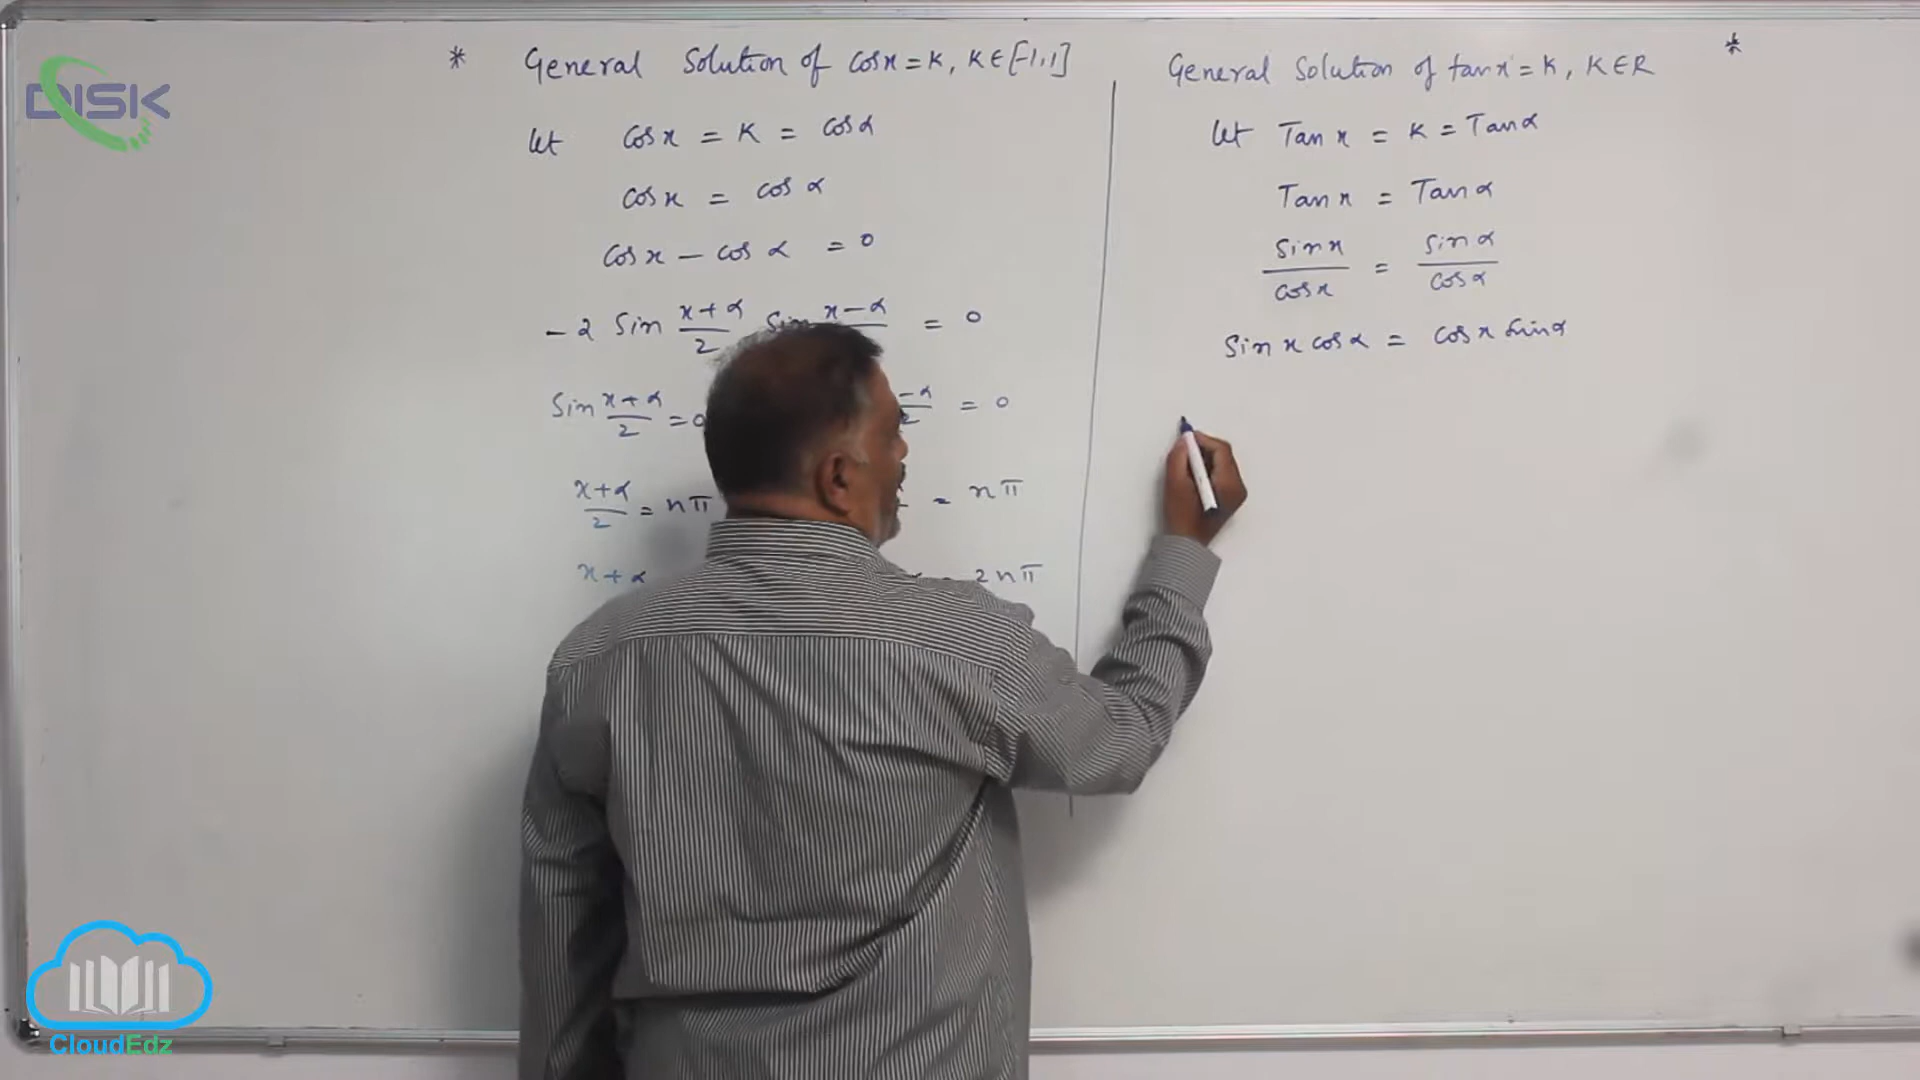 DISK
* General Solution of cos x = K, K ∈ [-1, 1]
let cos x = K = cos α
cos x = cos α
cos x - cos α = 0
-2 Sin x+α/2 Sin x-α = 0
Sin x+α/2 = 0 -α/2 = 0
x+α/2 = nπ = nπ
x+α = 2nπ
General Solution of tan x = K, K ∈ R *
let Tan x = K = Tan α
Tan x = Tan α
Sin x/cos x = Sin α/cos α
Sin x cos α = cos x Sin α
CloudEdz